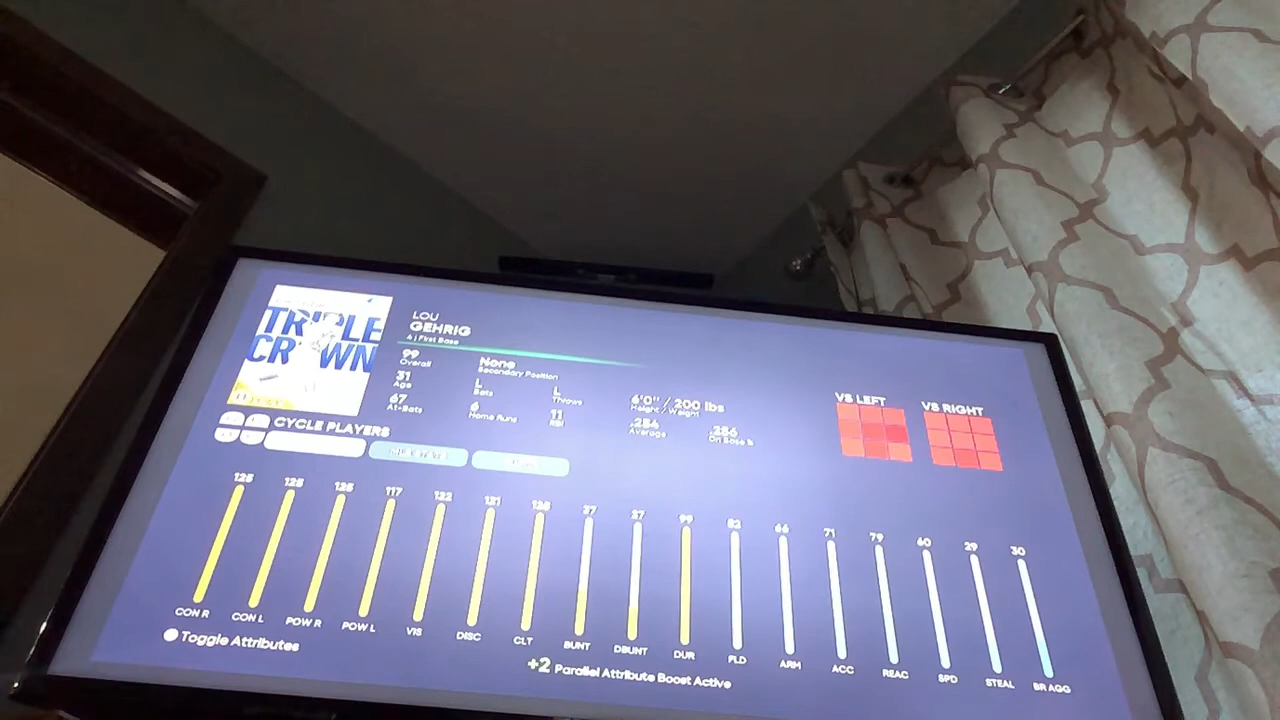 TRIPLE
CROWN
LOU
GEHRIG
First Base
99
Overall
None
Secondary Position
31
Age
L
Bats
L
Throws
6'0" / 200 lbs
Height / Weight
67
At-Bats
6
Home Runs
11
RBI
.254
Average
.286
On Base %
VS LEFT
VS RIGHT
CYCLE PLAYERS
125 125 125 117 122 121 125 27 27 99 82 66 71 79 60 29 30
CON R CON L POW R POW L VIS DISC CLT BUNT DBUNT DUR FLD ARM ACC REAC SPD STEAL BR AGG
Toggle Attributes
+2 Parallel Attribute Boost Active